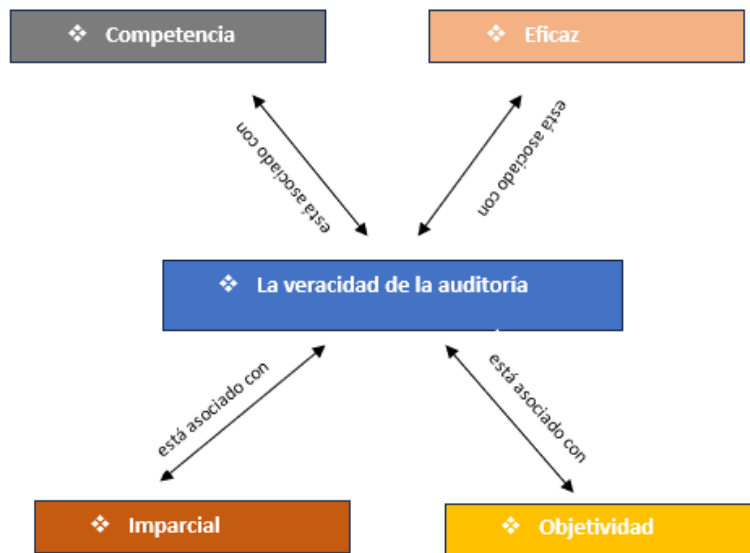 ❖ Competencia
❖ Eficaz
está asociado con
está asociado con
❖ La veracidad de la auditoría
está asociado con
está asociado con
❖ Imparcial
❖ Objetividad